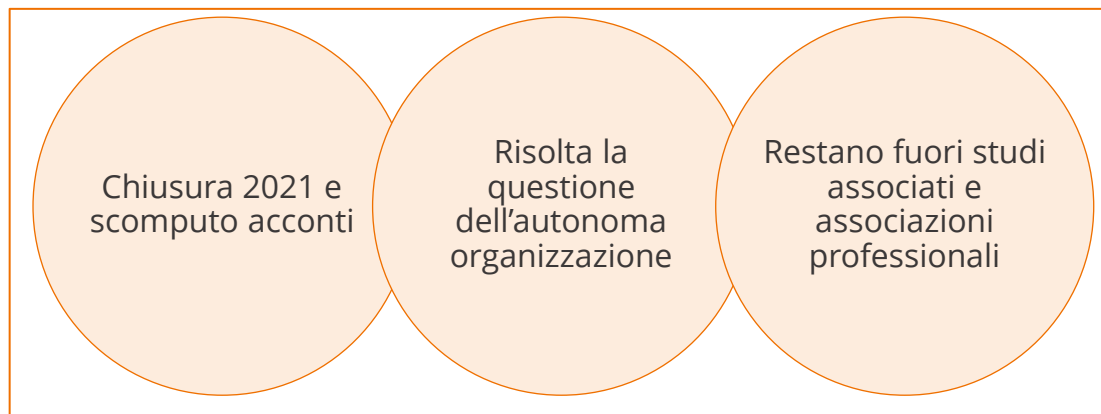 Chiusura 2021 e
scomputo acconti
Risolta la
questione
dell’autonoma
organizzazione
Restano fuori studi
associati e
associazioni
professionali